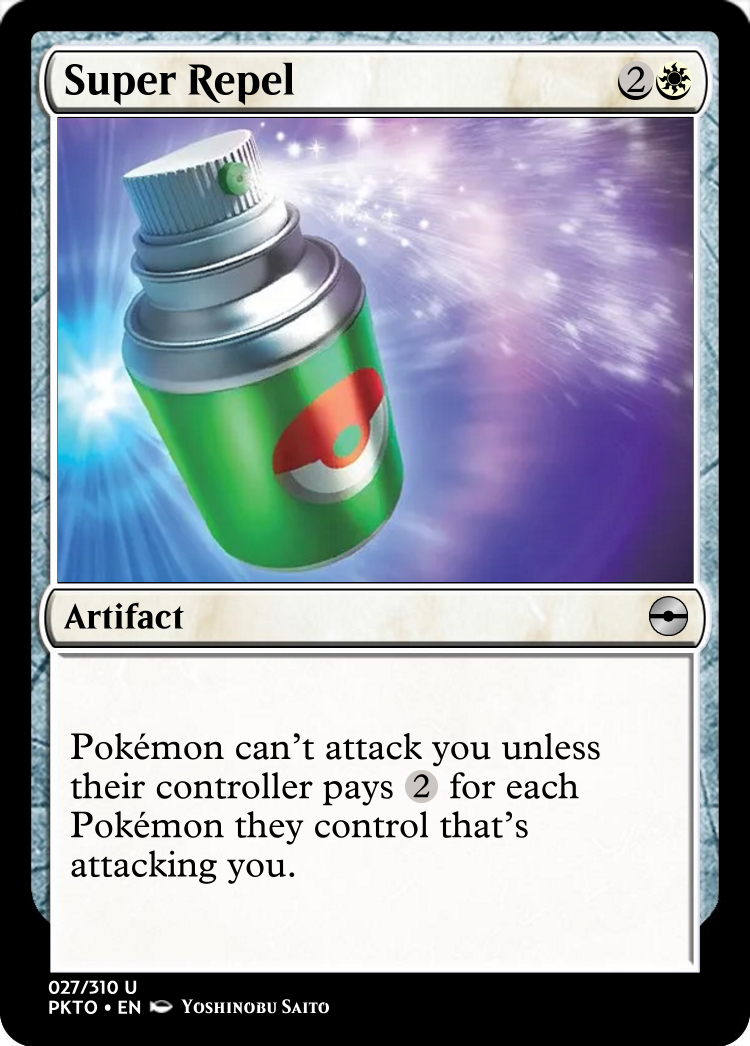 Super Repel 2
Artifact
Pokémon can't attack you unless
their controller pays 2 for each
Pokémon they control that's
attacking you.
027/310 U
PKTO • EN Yoshinobu Saito